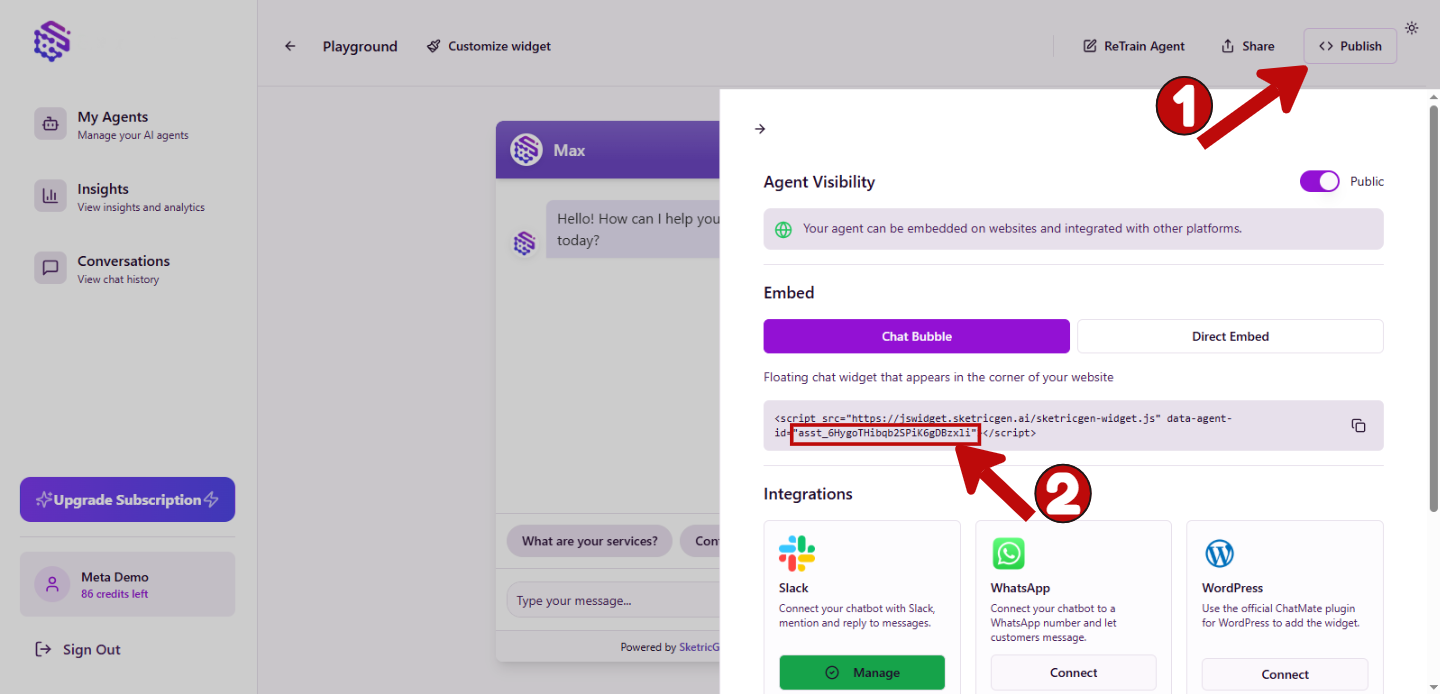 Playground
Customize widget
ReTrain Agent
Share
<> Publish
My Agents
Manage your AI agents
Insights
View insights and analytics
Conversations
View chat history
Upgrade Subscription
Meta Demo
86 credits left
Sign Out
Max
Hello! How can I help you
today?
What are your services?
Con
Type your message...
Powered by SketricG
1
Agent Visibility
Public
Your agent can be embedded on websites and integrated with other platforms.
Embed
Chat Bubble
Direct Embed
Floating chat widget that appears in the corner of your website
<script src="https://jswidget.sketricgen.ai/sketricgen-widget.js" data-agent-
id="asst_6HygoTHibqb2SPiK6gDBzxli"></script>
2
Integrations
Slack
Connect your chatbot with Slack,
mention and reply to messages.
Manage
WhatsApp
Connect your chatbot to a
WhatsApp number and let
customers message.
Connect
WordPress
Use the official ChatMate plugin
for WordPress to add the widget.
Connect